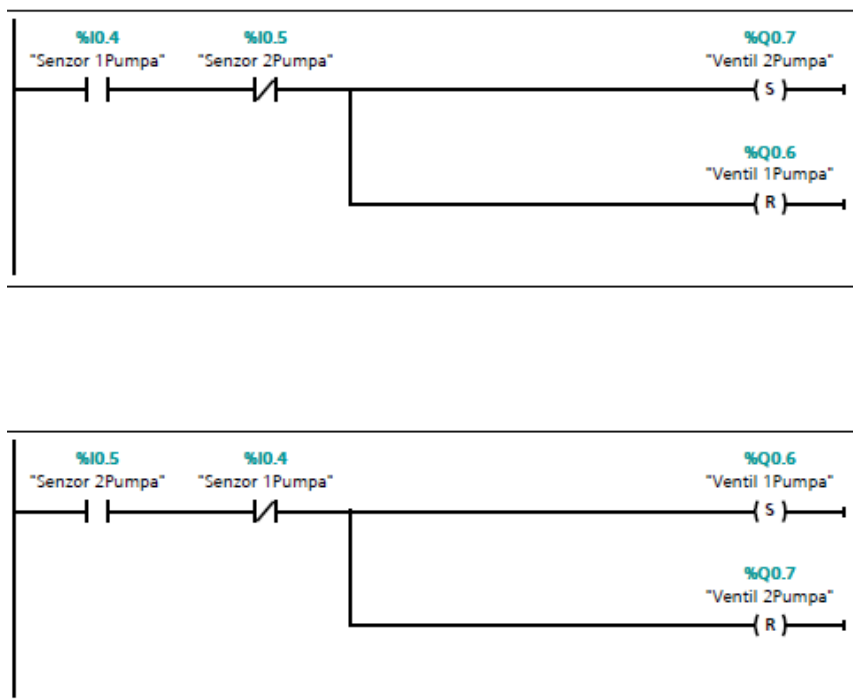 %I0.4 %I0.5 %Q0.7
"Senzor 1Pumpa" "Senzor 2Pumpa" "Ventil 2Pumpa"
S
%Q0.6
"Ventil 1Pumpa"
R
%I0.5 %I0.4 %Q0.6
"Senzor 2Pumpa" "Senzor 1Pumpa" "Ventil 1Pumpa"
S
%Q0.7
"Ventil 2Pumpa"
R